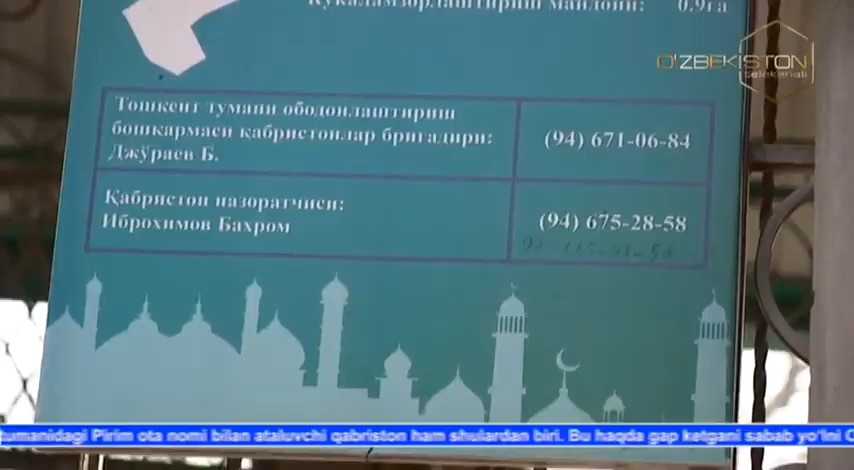 Кўкаламзорлаштириш майдони: 0.9га
O'ZBEKISTON
telekanali
Тошкент тумани ободонлаштириш
бошкармаси қабристонлар бригадири:
Джўраев Б.
(94) 671-06-84
Қабристон назоратчиси:
Иброхимов Бахром
(94) 675-28-58
tumanidagi Pirim ota nomi bilan ataluvchi qabriston ham shulardan biri. Bu haqda gap ketgani sabab yo'lni